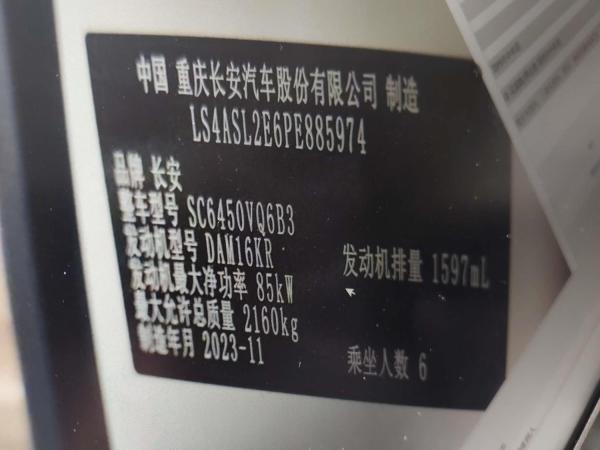 中国 重庆长安汽车股份有限公司 制造
LS4ASL2E6PE885974
品牌 长安
整车型号 SC6450VQ6B3
发动机型号 DAM16KR
发动机排量 1597mL
发动机最大净功率 85kW
最大允许总质量 2160kg
制造年月 2023-11
乘坐人数 6